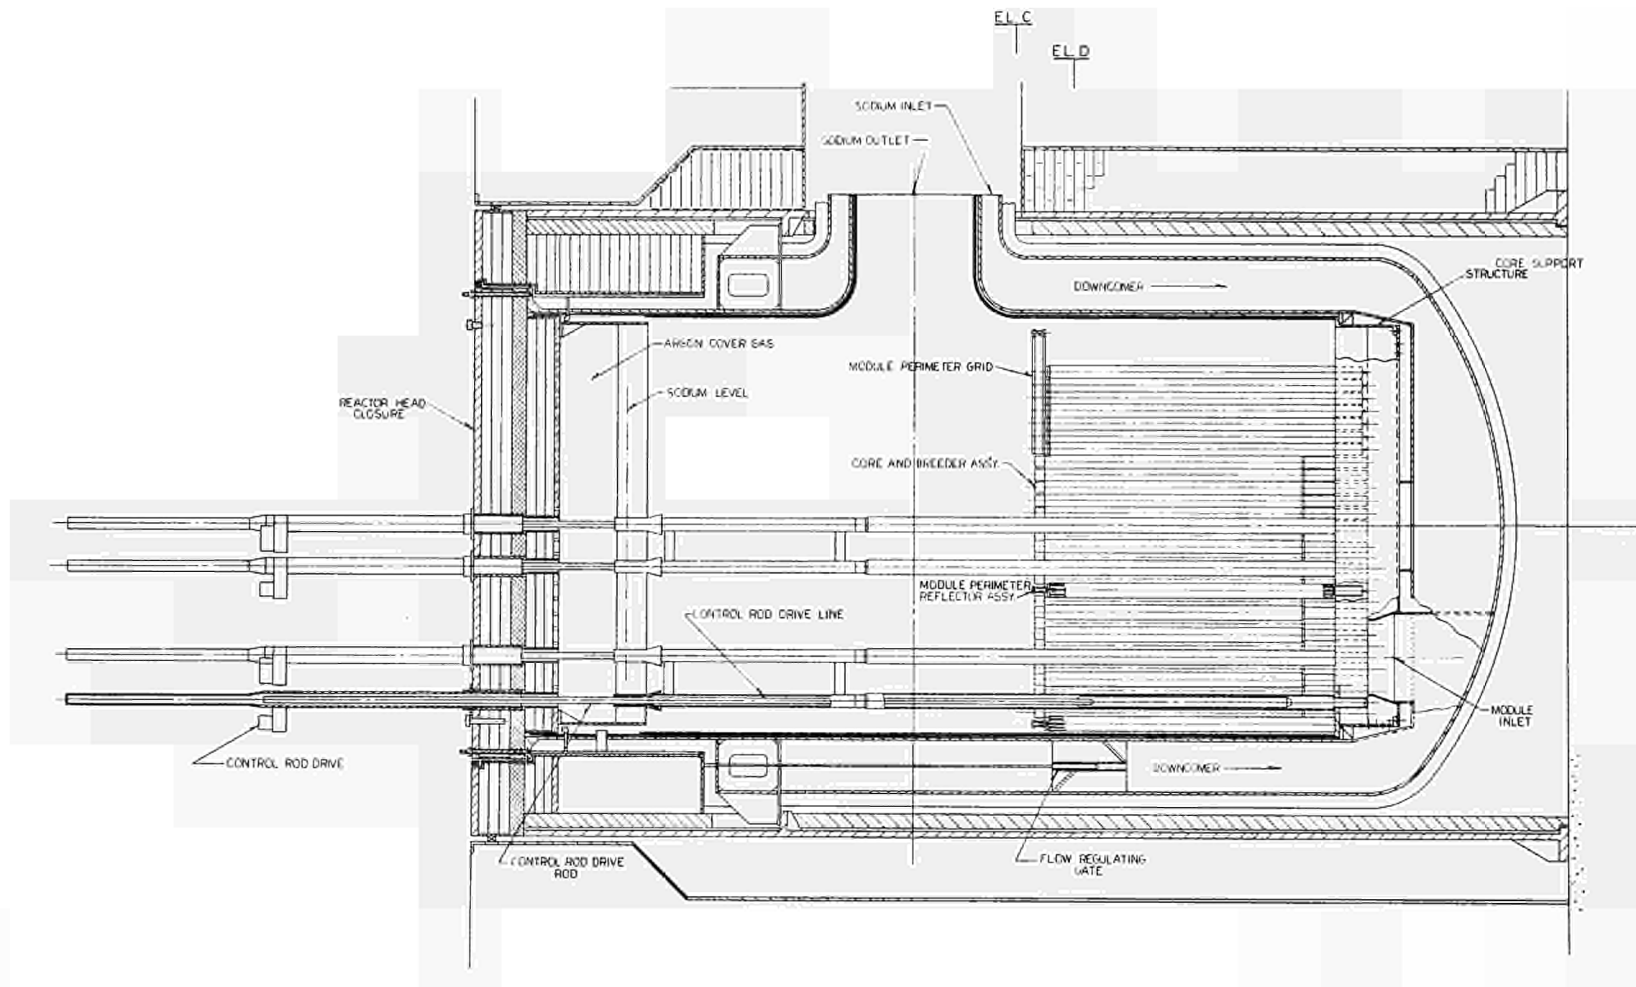 EL C
EL D
SODIUM INLET
SODIUM OUTLET
CORE SUPPORT
STRUCTURE
DOWNCOMER
ARGON COVER GAS
MODULE PERIMETER GRID
SODIUM LEVEL
REACTOR HEAD
CLOSURE
CORE AND BREEDER ASSY.
MODULE PERIMETER
REFLECTOR ASSY.
CONTROL ROD DRIVE LINE
MODULE
INLET
CONTROL ROD DRIVE
DOWNCOMER
CONTROL ROD DRIVE
ROD
FLOW REGULATING
GATE